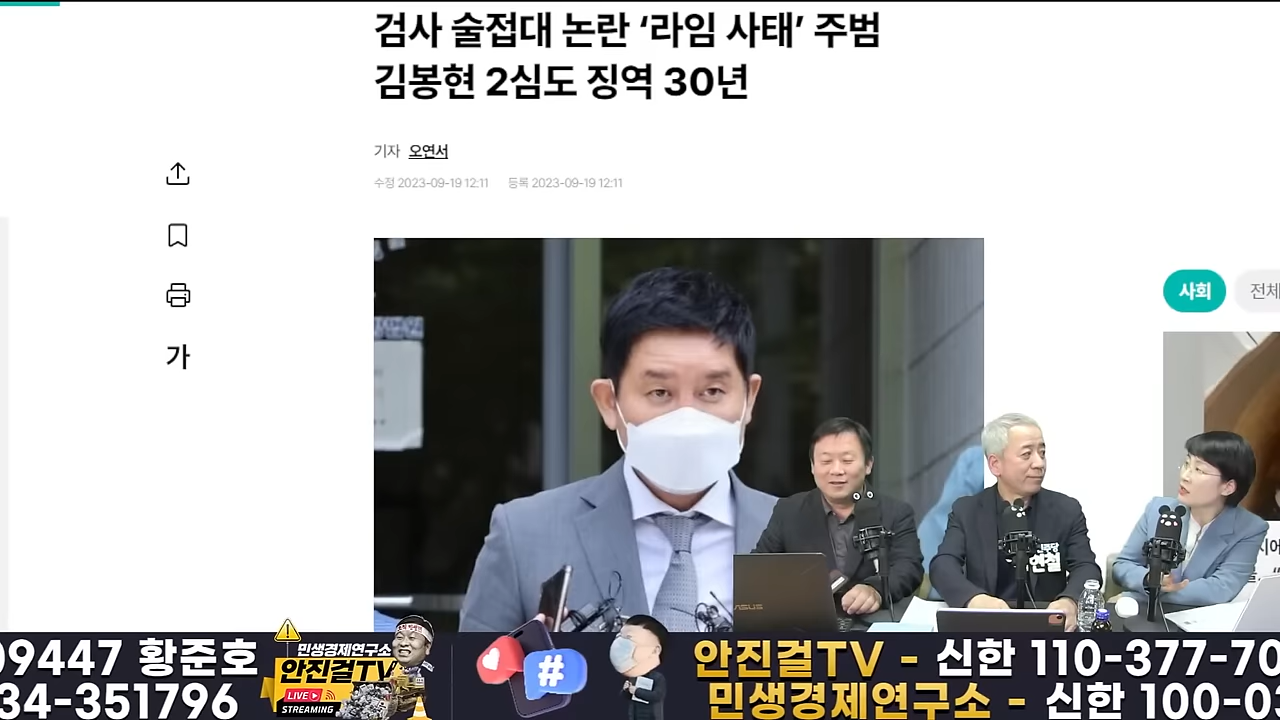 검사 술접대 논란 ‘라임 사태’ 주범
김봉현 2심도 징역 30년
기자 오연서
수정 2023-09-19 12:11 등록 2023-09-19 12:11
가
사회 전체
ASUS
09447 황준호
34-351796
민생경제연구소
안진걸TV
LIVE
STREAMING
#
안진걸TV - 신한 110-377-70
민생경제연구소 - 신한 100-03